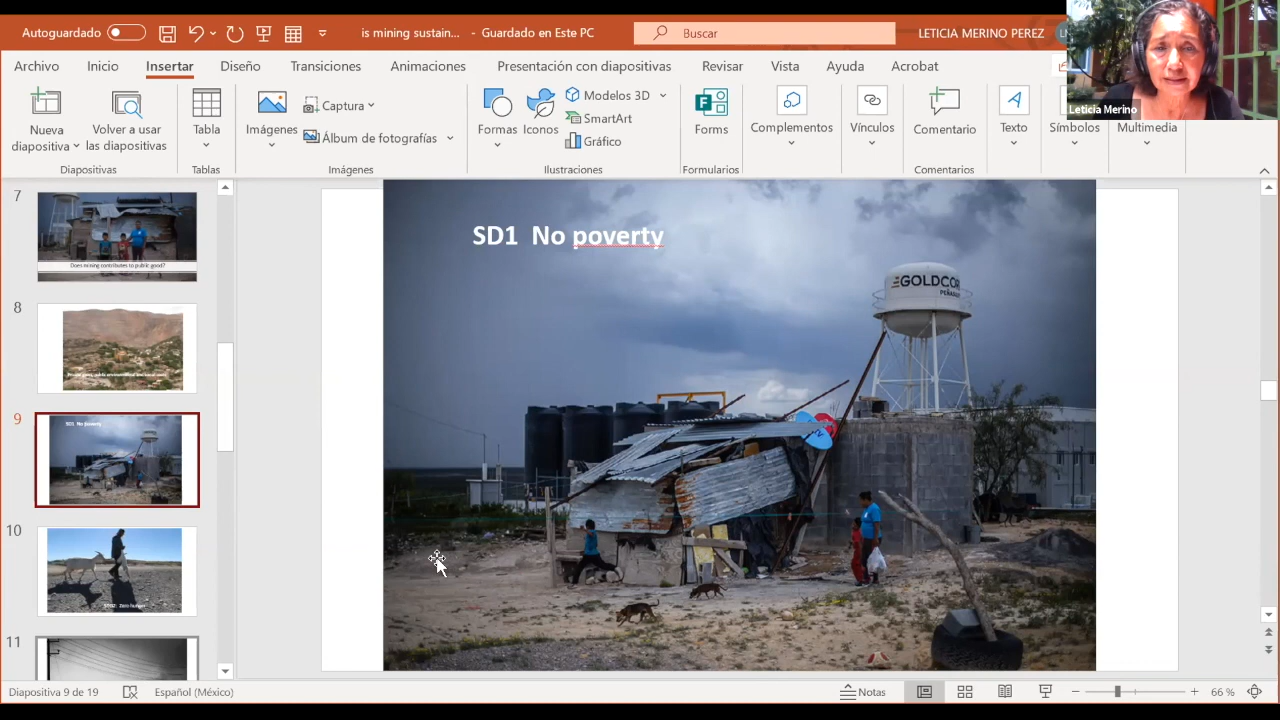 Autoguardado
is mining sustain... - Guardado en Este PC
Buscar
LETICIA MERINO PEREZ
Archivo Inicio Insertar Diseño Transiciones Animaciones Presentación con diapositivas Revisar Vista Ayuda Acrobat
Nueva diapositiva
Volver a usar las diapositivas
Diapositivas
Tabla
Tablas
Imágenes
Captura
Álbum de fotografías
Imágenes
Formas
Iconos
Modelos 3D
SmartArt
Gráfico
Ilustraciones
Forms
Formularios
Complementos
Vínculos
Comentario
Comentarios
Texto
Símbolos
Multimedia
Leticia Merino
7
Does mining contributes to public good?
8
9
SD1 No poverty
10
11
SD1 No poverty
GOLDCOR
Diapositiva 9 de 19
Español (México)
Notas
66 %